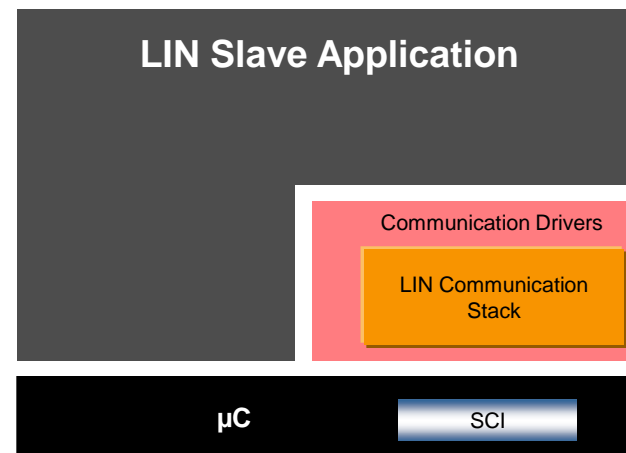 LIN Slave Application
Communication Drivers
LIN Communication
Stack
µC
SCI